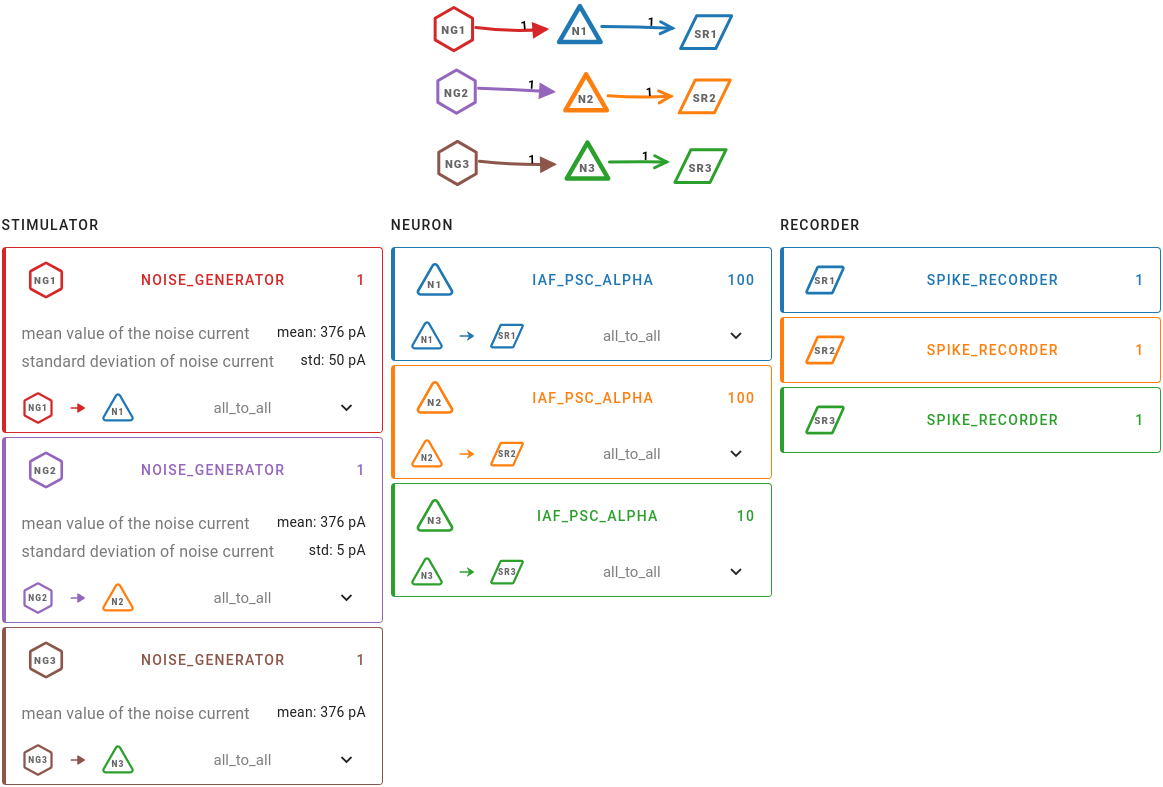 NG1 1 N1 1 SR1
NG2 1 N2 1 SR2
NG3 1 N3 1 SR3
STIMULATOR
NG1 NOISE_GENERATOR 1
mean value of the noise current mean: 376 pA
standard deviation of noise current std: 50 pA
NG1 N1 all_to_all
NG2 NOISE_GENERATOR 1
mean value of the noise current mean: 376 pA
standard deviation of noise current std: 5 pA
NG2 N2 all_to_all
NG3 NOISE_GENERATOR 1
mean value of the noise current mean: 376 pA
NG3 N3 all_to_all
NEURON
N1 IAF_PSC_ALPHA 100
N1 SR1 all_to_all
N2 IAF_PSC_ALPHA 100
N2 SR2 all_to_all
N3 IAF_PSC_ALPHA 10
N3 SR3 all_to_all
RECORDER
SR1 SPIKE_RECORDER 1
SR2 SPIKE_RECORDER 1
SR3 SPIKE_RECORDER 1